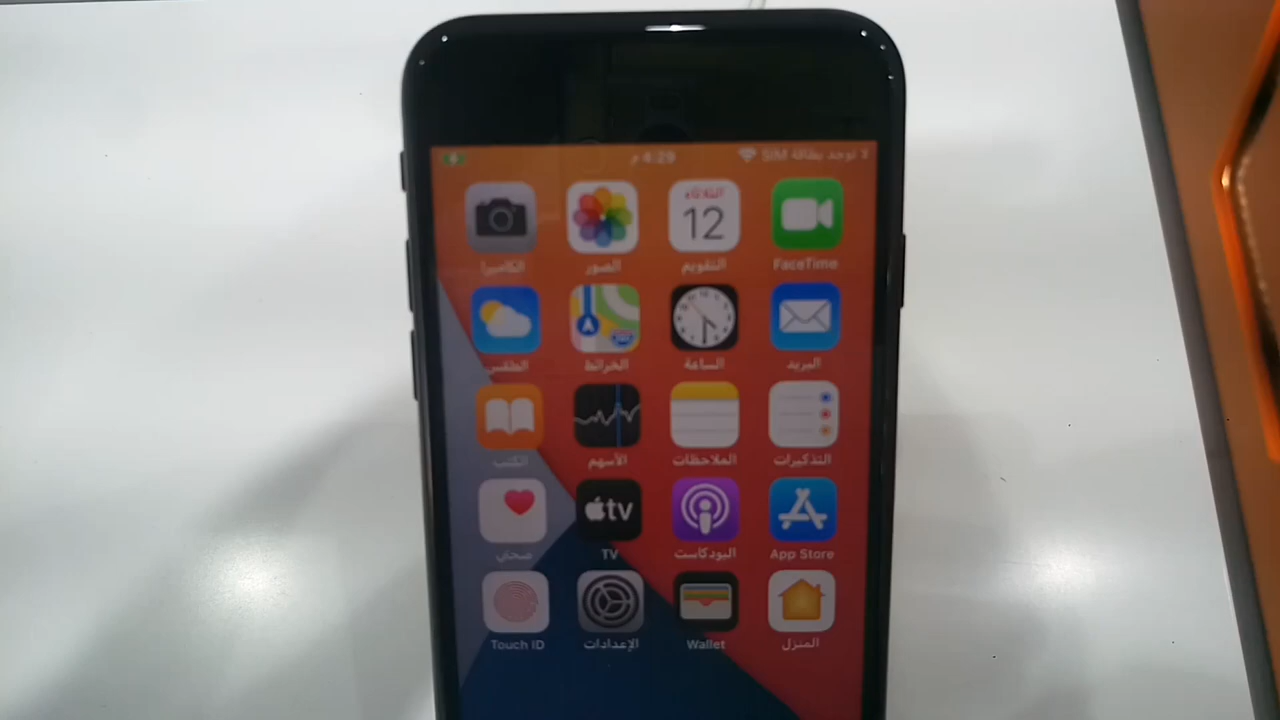 لا توجد بطاقة SIM 4:29 م
FaceTime التقويم الصور الكاميرا
الثلاثاء
12
البريد الساعة الخرائط الطقس
التذكيرات الملاحظات الأسهم الكتب
tv
App Store البودكاست TV صحتي
المنزل Wallet الإعدادات Touch ID